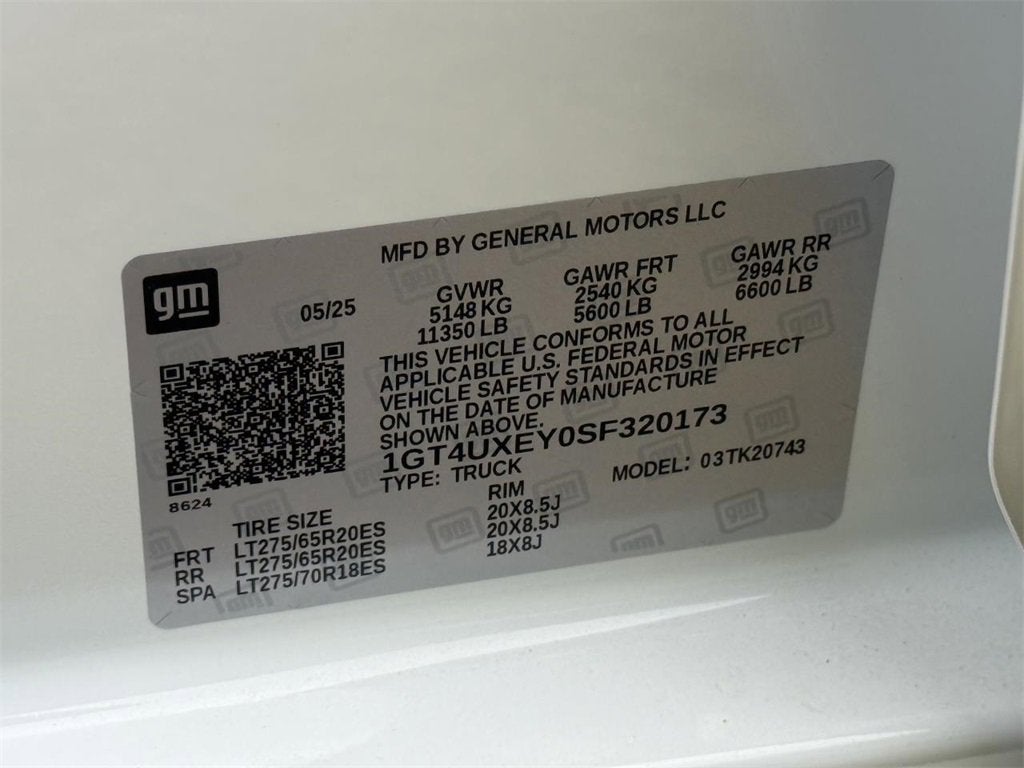 MFD BY GENERAL MOTORS LLC
gm
05/25
GVWR GAWR FRT GAWR RR
5148 KG 2540 KG 2994 KG
11350 LB 5600 LB 6600 LB
THIS VEHICLE CONFORMS TO ALL
APPLICABLE U.S. FEDERAL MOTOR
VEHICLE SAFETY STANDARDS IN EFFECT
ON THE DATE OF MANUFACTURE
SHOWN ABOVE.
1GT4UXEY0SF320173
TYPE: TRUCK MODEL: 03TK20743
8624
TIRE SIZE RIM
FRT LT275/65R20ES 20X8.5J
RR LT275/65R20ES 20X8.5J
SPA LT275/70R18ES 18X8J